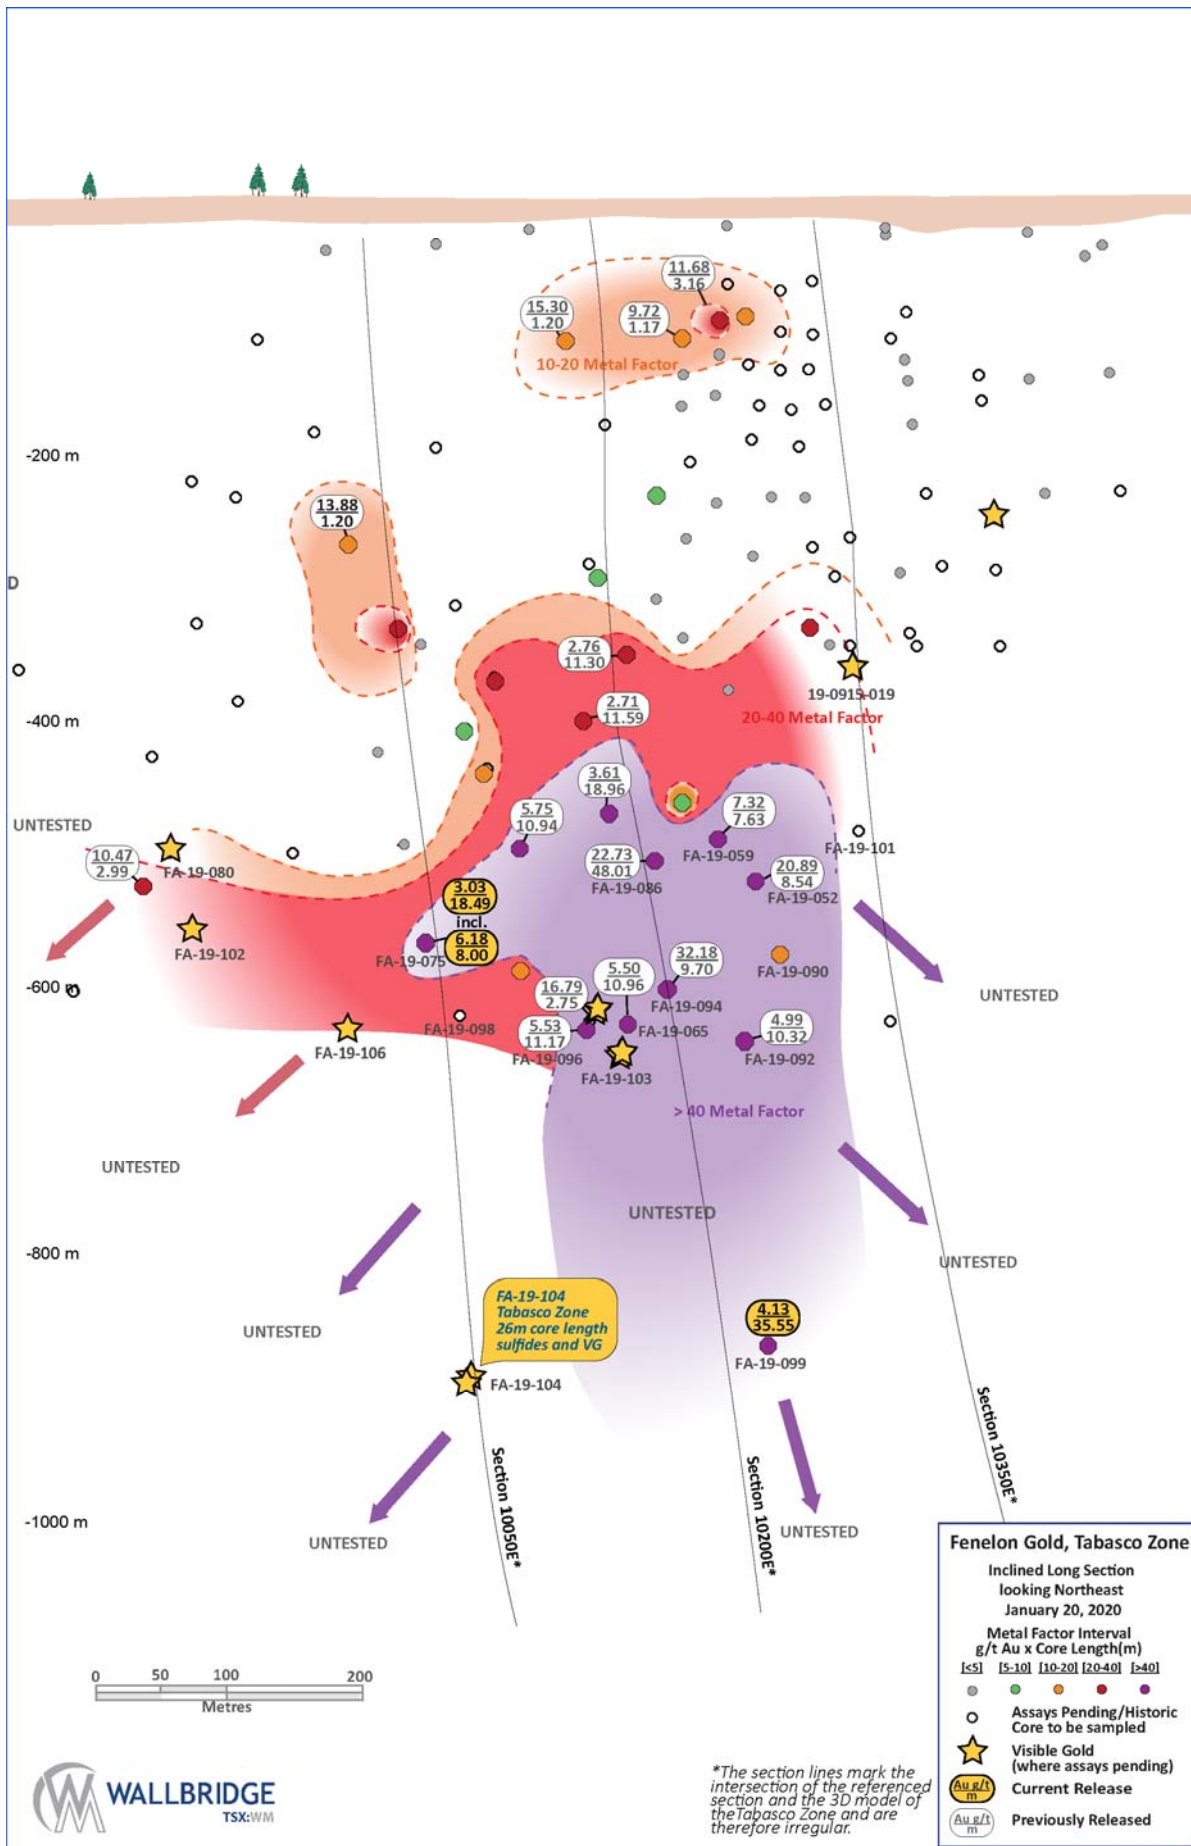 11.68
3.16
15.30
1.20
9.72
1.17
10-20 Metal Factor
-200 m
13.88
1.20
D
2.76
11.30
19-0915-019
2.71
11.59
20-40 Metal Factor
-400 m
3.61
18.96
5.75
10.94
7.32
7.63
UNTESTED
FA-19-101
FA-19-059
10.47
2.99
FA-19-080
22.73
48.01
FA-19-086
20.89
8.54
FA-19-052
3.03
18.49
incl.
6.18
8.00
FA-19-075
FA-19-102
32.18
9.70
FA-19-090
5.50
10.96
-600 m
16.79
2.75
FA-19-094
UNTESTED
FA-19-098
5.53
11.17
FA-19-065
4.99
10.32
FA-19-106
FA-19-096
FA-19-092
FA-19-103
> 40 Metal Factor
UNTESTED
UNTESTED
-800 m
UNTESTED
FA-19-104
Tabasco Zone
26m core length
sulfides and VG
UNTESTED
4.13
35.55
FA-19-099
FA-19-104
Section 10050E*
Section 10200E*
Section 10350E*
-1000 m
UNTESTED
UNTESTED
Fenelon Gold, Tabasco Zone
Inclined Long Section
looking Northeast
January 20, 2020
Metal Factor Interval
g/t Au x Core Length(m)
[<5] [5-10] [10-20] [20-40] [>40]
Assays Pending/Historic
Core to be sampled
Visible Gold
(where assays pending)
Au g/t
m
Current Release
Au g/t
m
Previously Released
0 50 100 200
Metres
WALLBRIDGE
TSX:WM
*The section lines mark the
intersection of the referenced
section and the 3D model of
theTabasco Zone and are
therefore irregular.